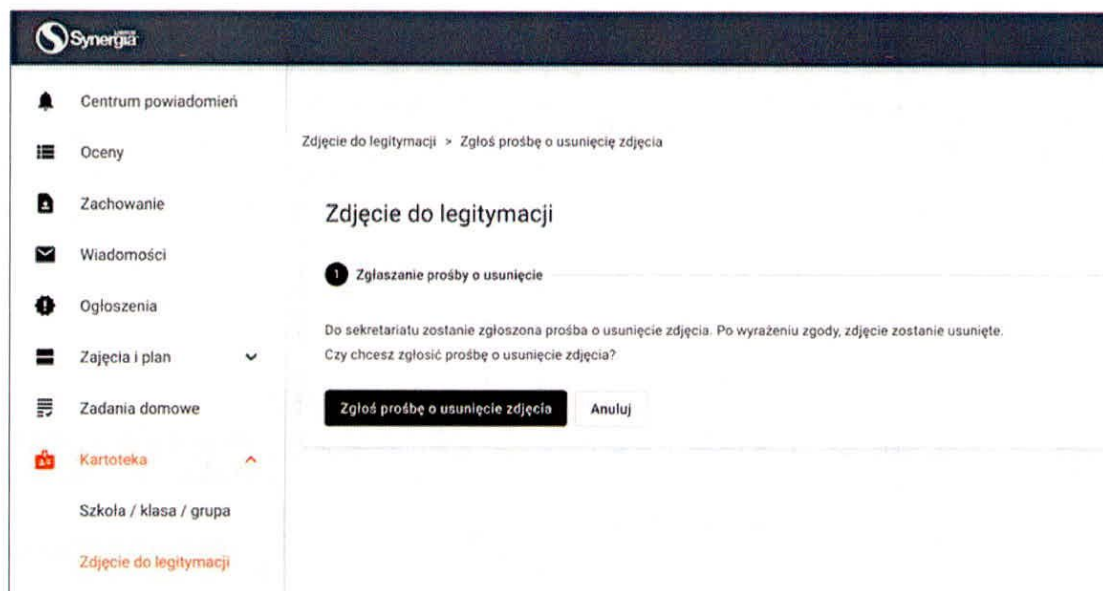 Synergia
Centrum powiadomień
Oceny
Zachowanie
Wiadomości
Ogłoszenia
Zajęcia i plan
Zadania domowe
Kartoteka
Szkoła / klasa / grupa
Zdjęcie do legitymacji
Zdjęcie do legitymacji > Zgłoś prośbę o usunięcię zdjęcia
Zdjęcie do legitymacji
1 Zgłaszanie prośby o usunięcie
Do sekretariatu zostanie zgłoszona prośba o usunięcie zdjęcia. Po wyrażeniu zgody, zdjęcie zostanie usunięte.
Czy chcesz zgłosić prośbę o usunięcie zdjęcia?
Zgłoś prośbę o usunięcie zdjęcia Anuluj